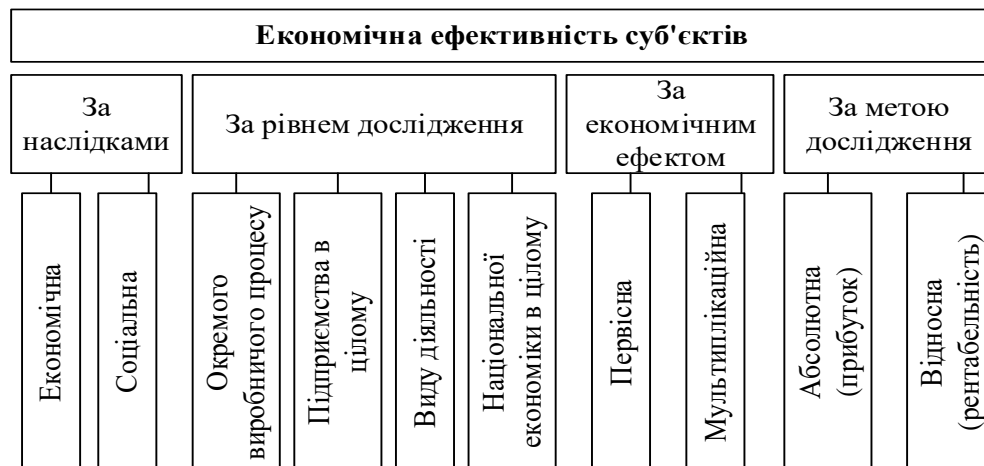 Економічна ефективність суб'єктів
За
наслідками
За рівнем дослідження
За
економічним
ефектом
За метою
дослідження
Економічна
Соціальна
Окремого
виробничого процесу
Підприємства в
цілому
Виду діяльності
Національної
економіки в цілому
Первісна
Мультиплікаційна
Абсолютна
(прибуток)
Відносна
(рентабельність)